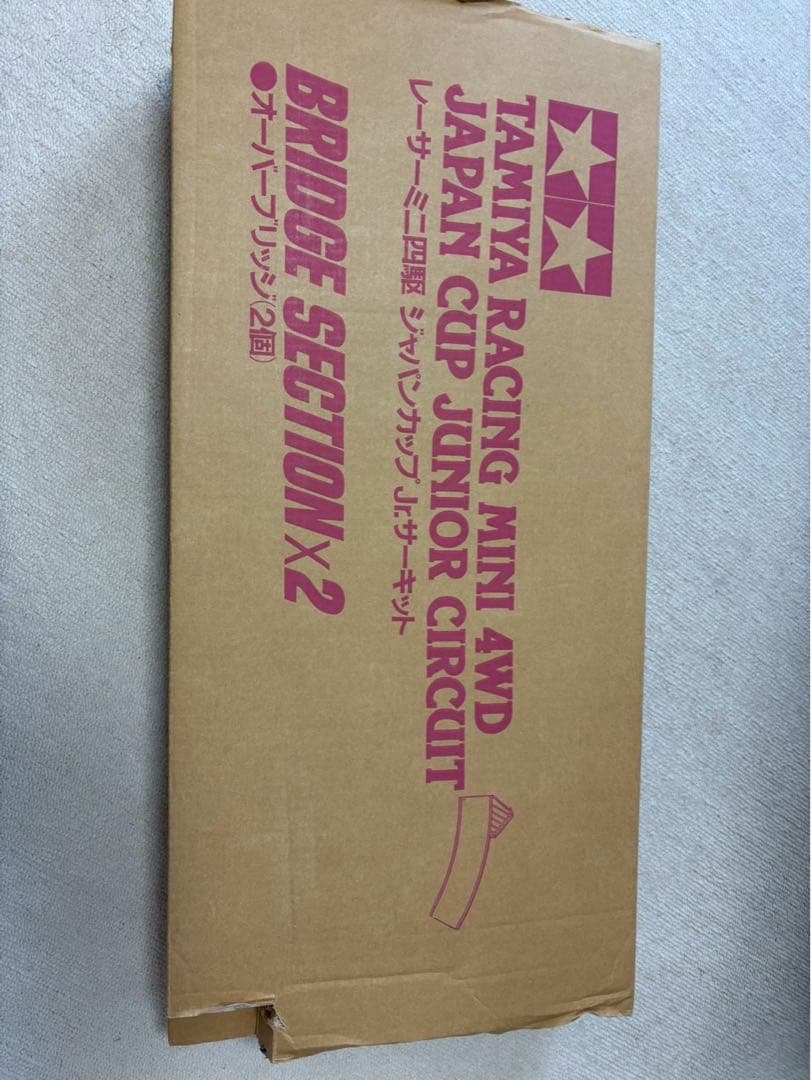 TAMIYA RACING MINI 4WD
JAPAN CUP JUNIOR CIRCUIT
レーサーミニ四駆 ジャパンカップJr.サーキット
BRIDGE SECTION×2
●オーバーブリッジ(2個)